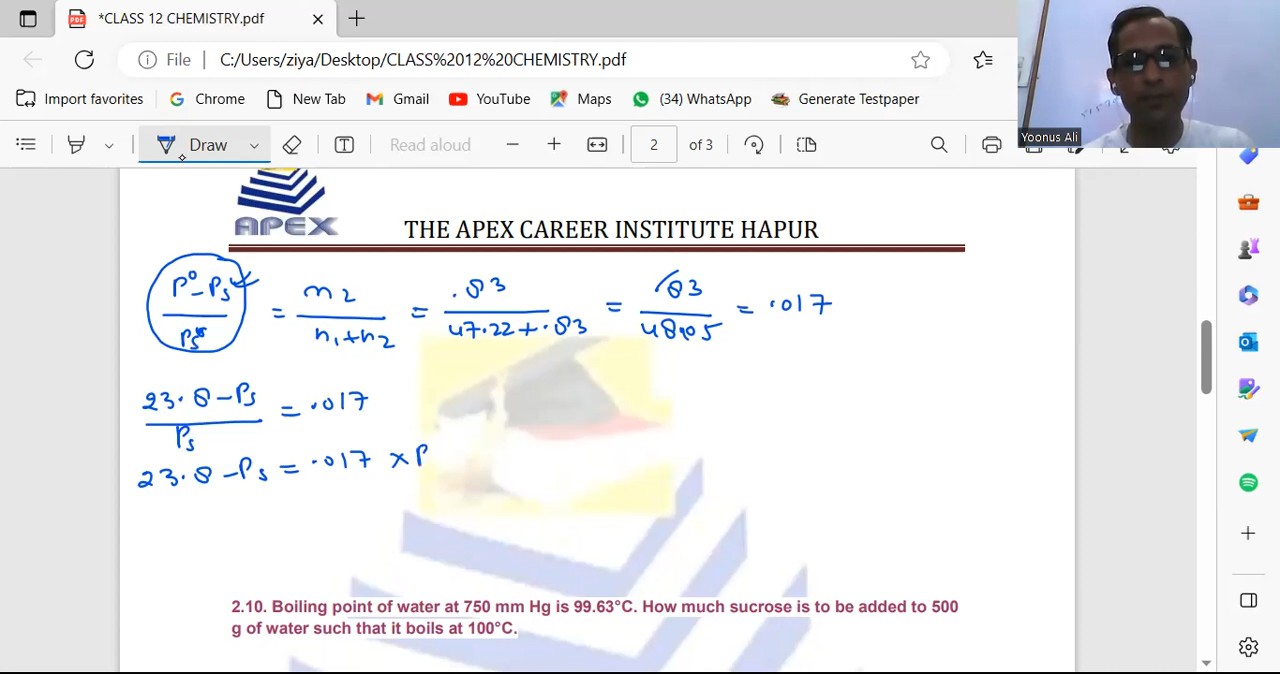 *CLASS 12 CHEMISTRY.pdf
File C:/Users/ziya/Desktop/CLASS%2012%20CHEMISTRY.pdf
Import favorites Chrome New Tab Gmail YouTube Maps (34) WhatsApp Generate Testpaper
Yoonus Ali
Draw Read aloud 2 of 3
APEX
THE APEX CAREER INSTITUTE HAPUR
P⁰-Ps/Ps = n2/n1+n2 = .83/47.22+.83 = .83/48.05 = .017
23.8-Ps/Ps = .017
23.8-Ps = .017 xP
2.10. Boiling point of water at 750 mm Hg is 99.63°C. How much sucrose is to be added to 500
g of water such that it boils at 100°C.